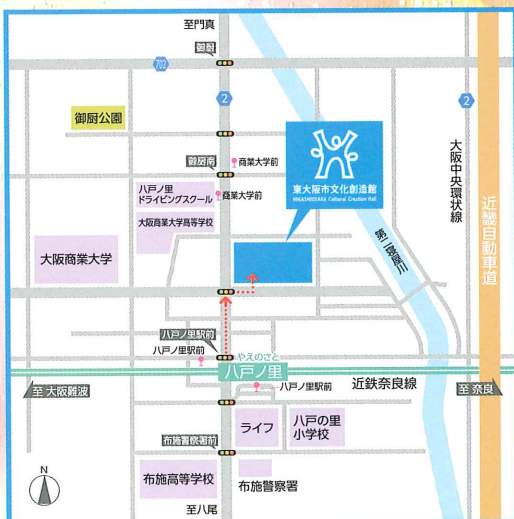 至門真
御厨
702
2
2
御厨公園
御厨南
商業大学前
八戸ノ里
ドライビングスクール
商業大学前
大阪商業大学高等学校
東大阪市文化創造館
HIGASHIOSAKA Cultural Creation Hall
大阪中央環状線
近畿自動車道
第二寝屋川
大阪商業大学
八戸ノ里駅前
八戸ノ里駅前
やえのさと
八戸ノ里
八戸ノ里駅前
近鉄奈良線
至 大阪難波
至 奈良
ライフ
八戸の里
小学校
布施警察署前
布施高等学校
布施警察署
N
至八尾